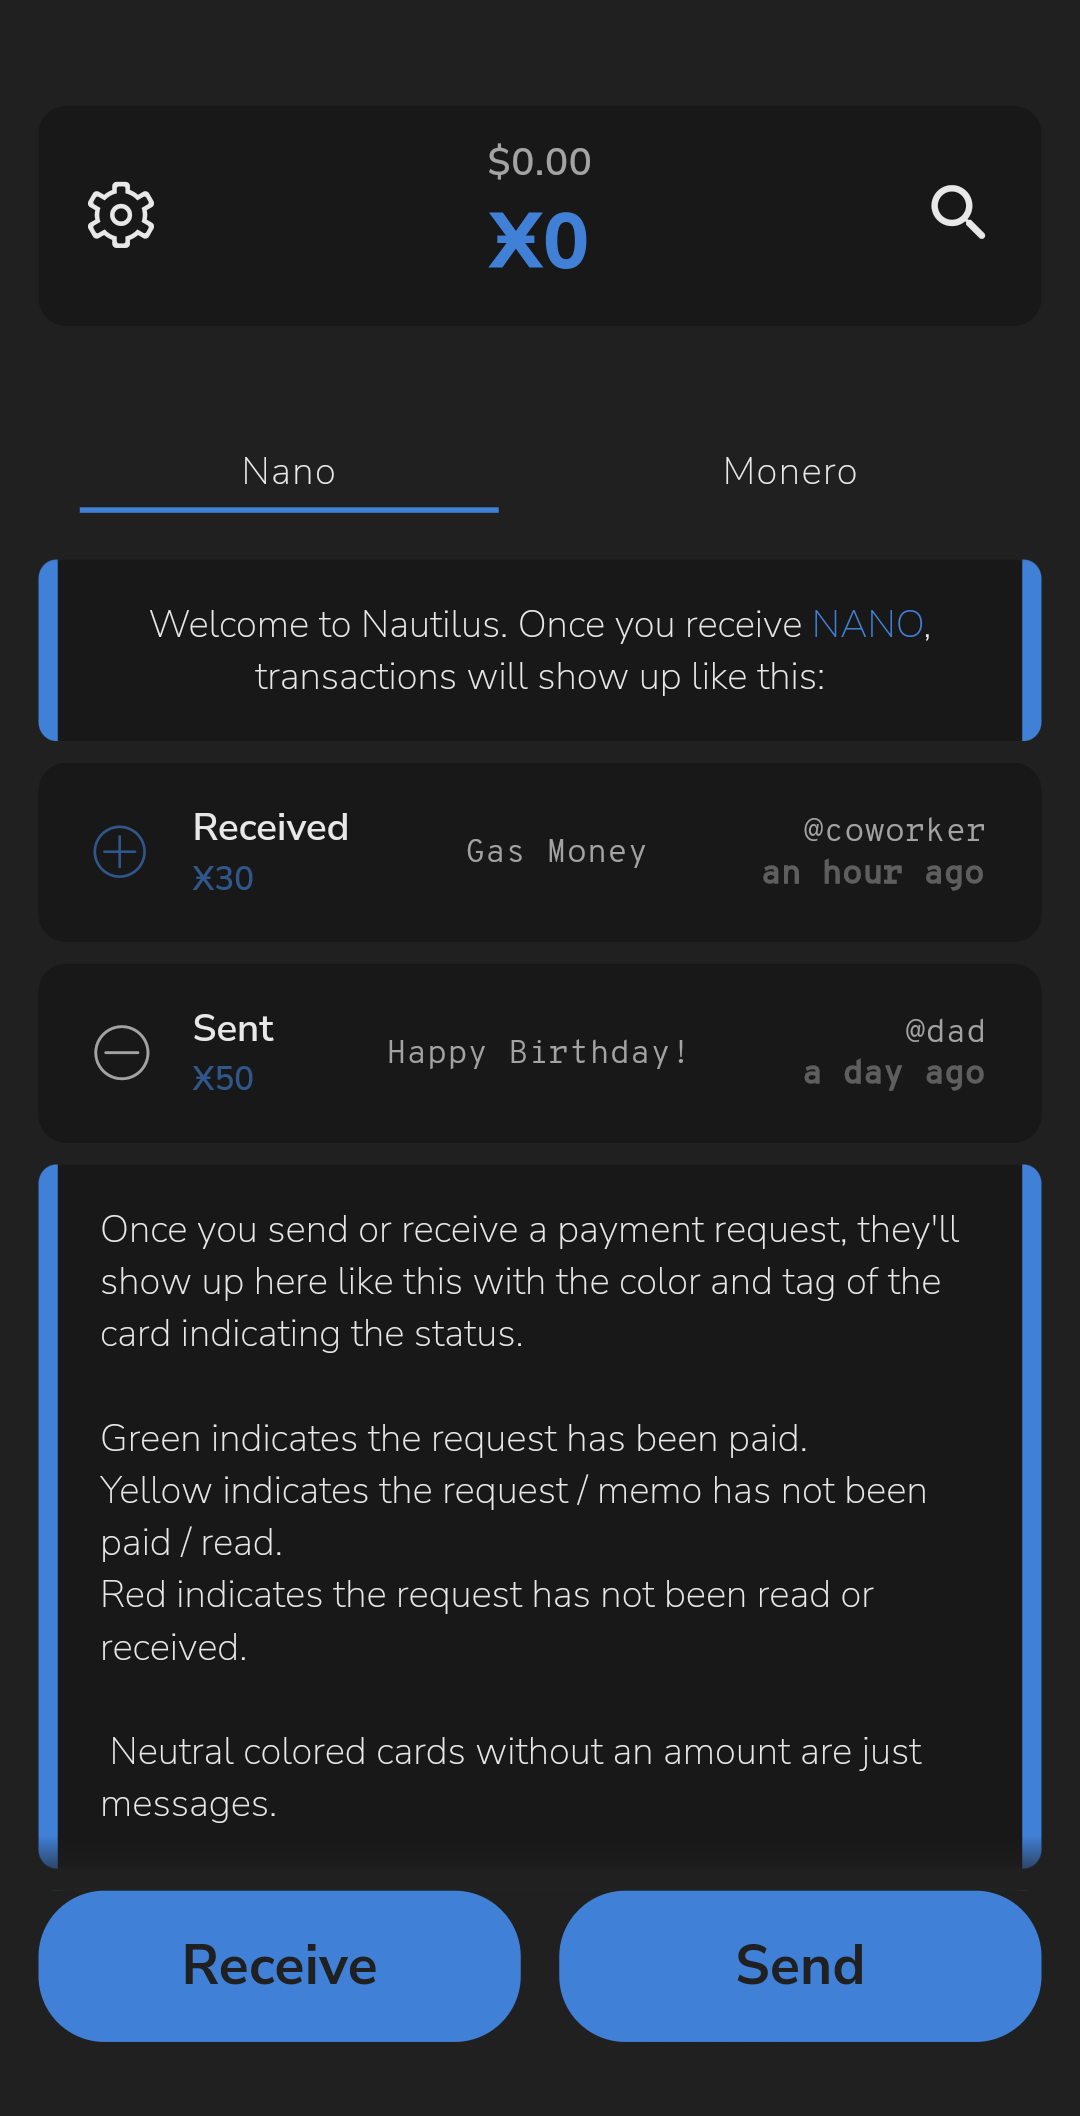 $0.00
Ӿ0
Nano
Monero
Welcome to Nautilus. Once you receive NANO,
transactions will show up like this:
Received
Ӿ30
Gas Money
@coworker
an hour ago
Sent
Ӿ50
Happy Birthday!
@dad
a day ago
Once you send or receive a payment request, they'll
show up here like this with the color and tag of the
card indicating the status.
Green indicates the request has been paid.
Yellow indicates the request / memo has not been
paid / read.
Red indicates the request has not been read or
received.
Neutral colored cards without an amount are just
messages.
Receive
Send